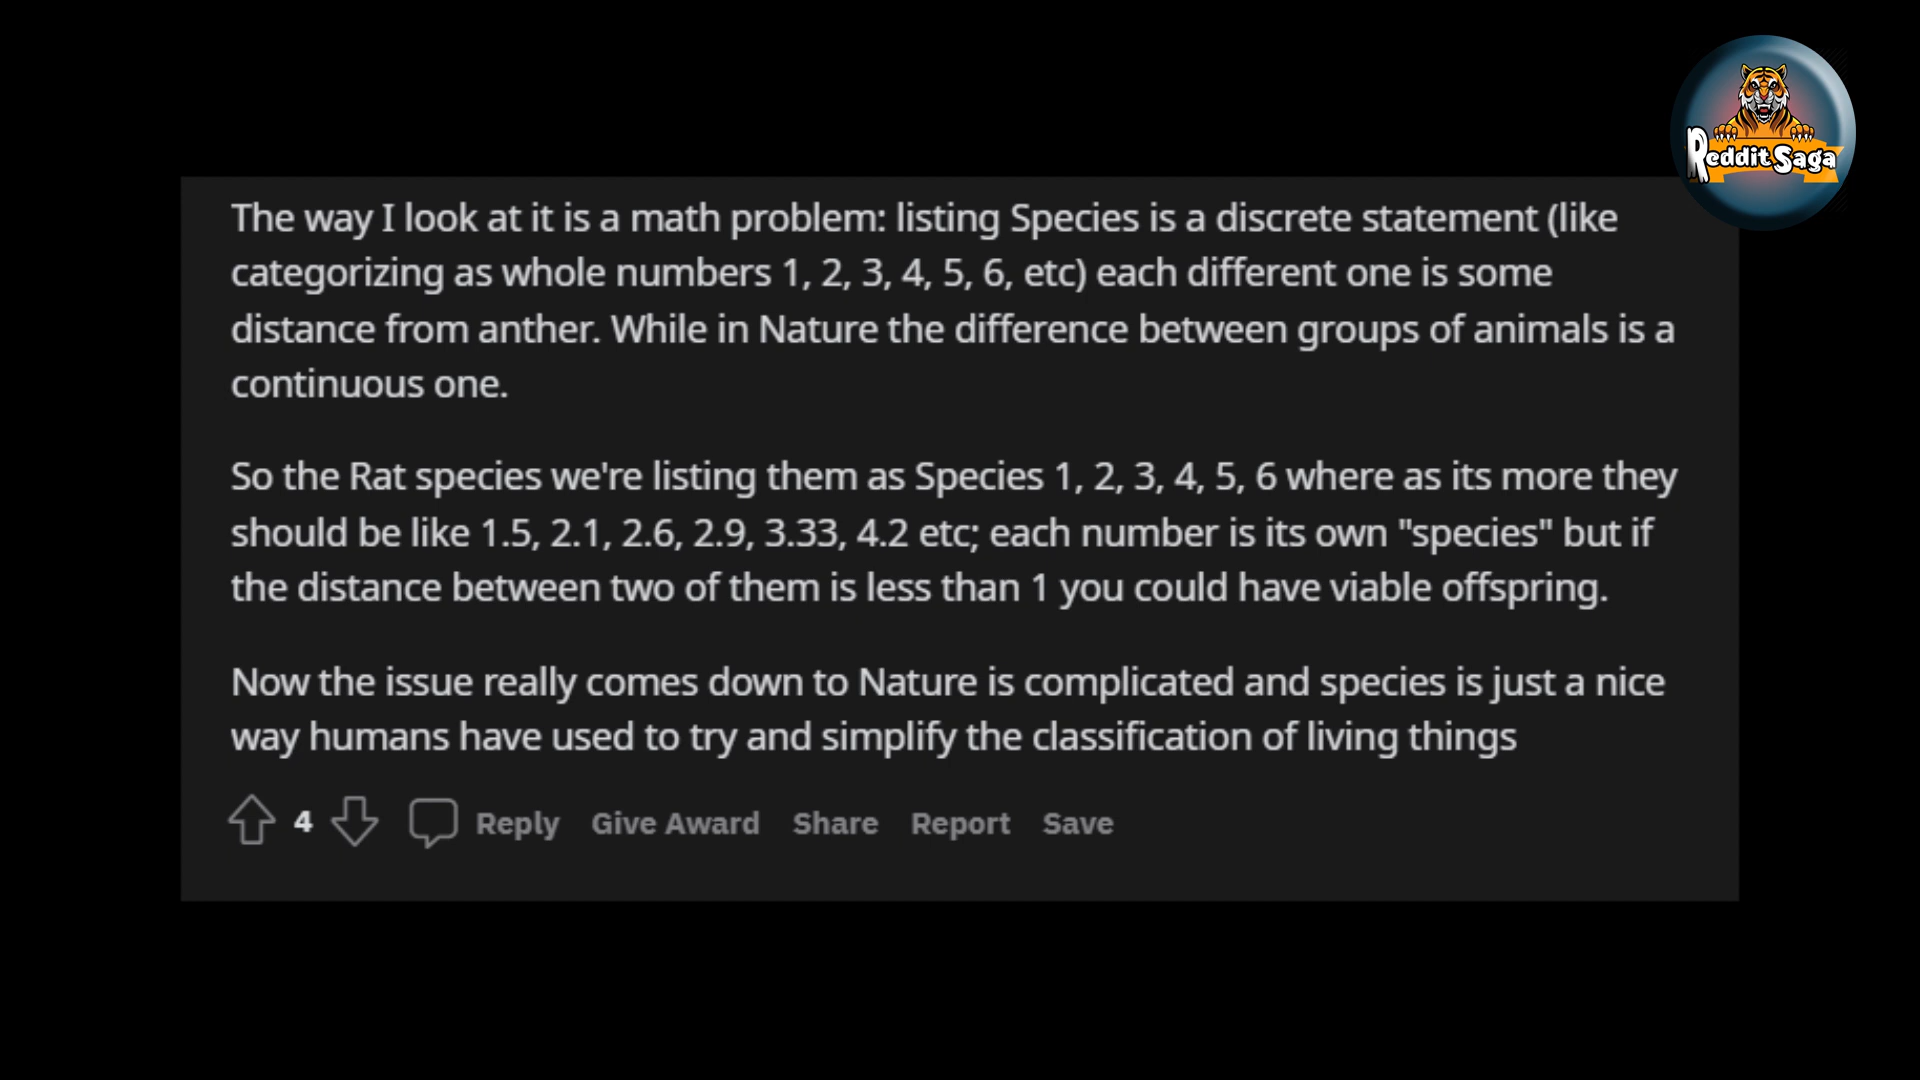 Reddit Saga
The way I look at it is a math problem: listing Species is a discrete statement (like
categorizing as whole numbers 1, 2, 3, 4, 5, 6, etc) each different one is some
distance from anther. While in Nature the difference between groups of animals is a
continuous one.
So the Rat species we're listing them as Species 1, 2, 3, 4, 5, 6 where as its more they
should be like 1.5, 2.1, 2.6, 2.9, 3.33, 4.2 etc; each number is its own "species" but if
the distance between two of them is less than 1 you could have viable offspring.
Now the issue really comes down to Nature is complicated and species is just a nice
way humans have used to try and simplify the classification of living things
4 Reply Give Award Share Report Save